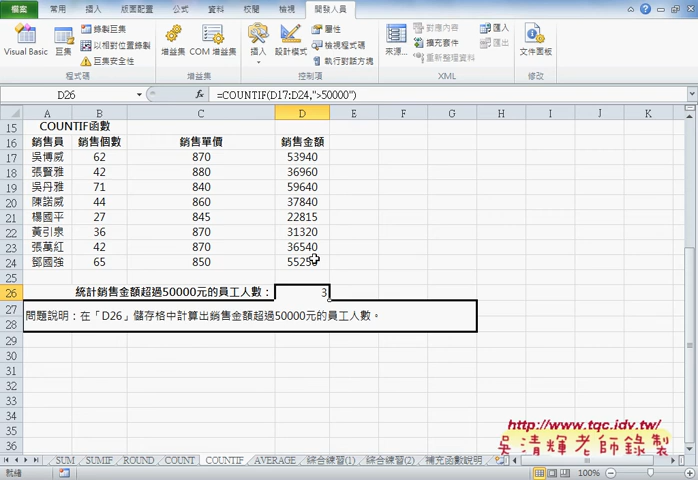 檔案 常用 插入 版面配置 公式 資料 校閱 檢視 開發人員
Visual Basic 巨集 錄製巨集 以相對位置錄製 巨集安全性 增益集 COM 增益集 插入 設計模式 屬性 檢視程式碼 執行對話方塊 來源... 對應內容 擴充套件 重新整理資料 匯入 匯出 文件面板
程式碼 增益集 控制項 XML 修改
D26 fx =COUNTIF(D17:D24,">50000")
A B C D E F G H I J K
15 COUNTIF函數
16 銷售員 銷售個數 銷售單價 銷售金額
17 吳博威 62 870 53940
18 張賢雅 42 880 36960
19 吳丹雅 71 840 59640
20 陳諾威 44 860 37840
21 楊國平 27 845 22815
22 黃引泉 36 870 31320
23 張萬紅 42 870 36540
24 鄧國強 65 850 5525
25
26 統計銷售金額超過50000元的員工人數： 3
27
問題說明：在「D26」儲存格中計算出銷售金額超過50000元的員工人數。
28
29
30
31
32
33
34
35
36
http://www.tqc.idv.tw/
吳清輝老師錄製
SUM SUMIF ROUND COUNT COUNTIF AVERAGE 綜合練習(1) 綜合練習(2) 補充函數說明
就緒 100%